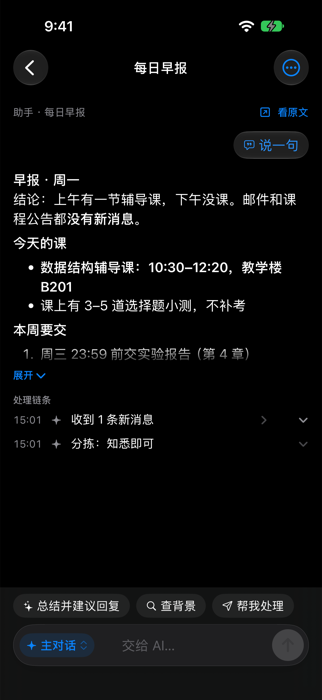 9:41
每日早报
助手 · 每日早报
看原文
说一句
早报 · 周一
结论：上午有一节辅导课，下午没课。邮件和课
程公告都没有新消息。
今天的课
• 数据结构辅导课：10:30–12:20，教学楼
B201
• 课上有 3–5 道选择题小测，不补考
本周要交
1. 周三 23:59 前交实验报告（第 4 章）
展开
处理链条
15:01 收到 1 条新消息
15:01 分拣：知悉即可
总结并建议回复
查背景
帮我处理
主对话
交给 AI...